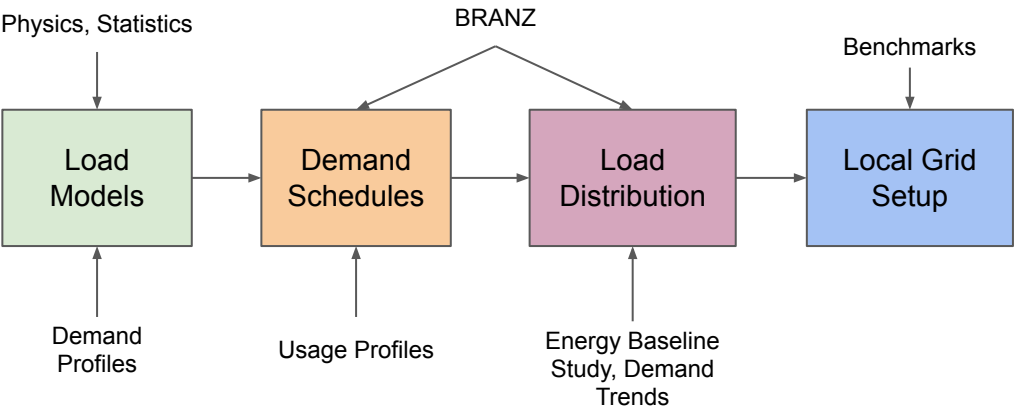 Physics, Statistics
BRANZ
Benchmarks
Load
Models
Demand
Schedules
Load
Distribution
Local Grid
Setup
Demand
Profiles
Usage Profiles
Energy Baseline
Study, Demand
Trends